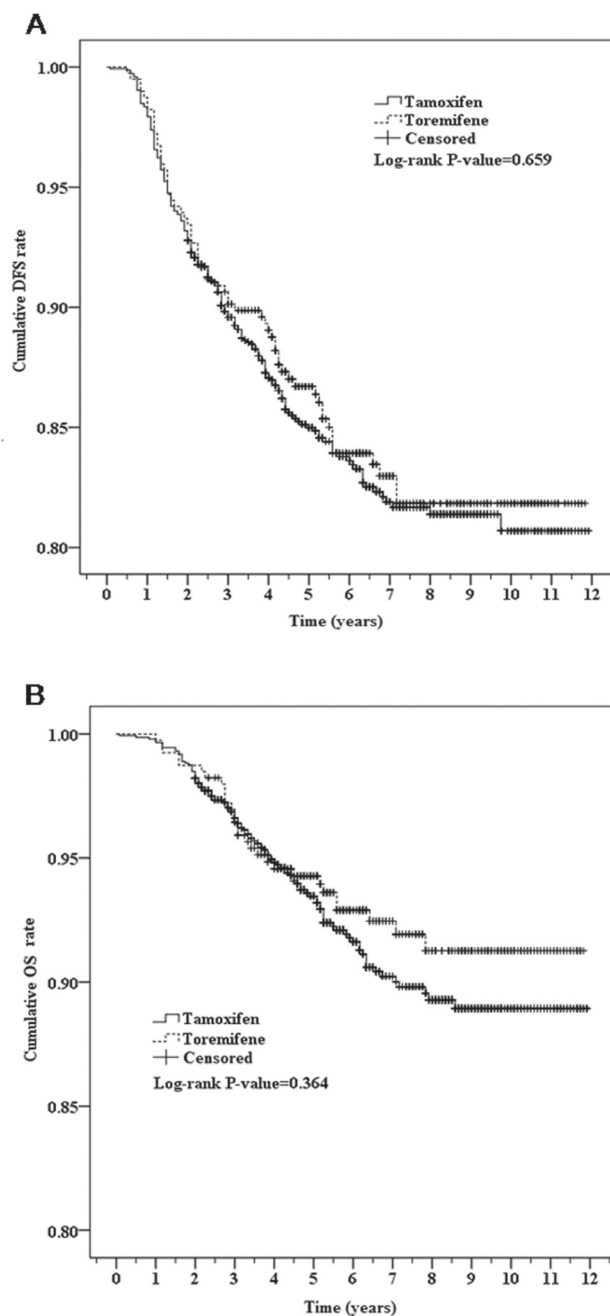 A
1.00
0.95
0.90
0.85
0.80
Cumulative DFS rate
Tamoxifen
Toremifene
Censored
Log-rank P-value=0.659
0 1 2 3 4 5 6 7 8 9 10 11 12
Time (years)
B
1.00
0.95
0.90
0.85
0.80
Cumulative OS rate
Tamoxifen
Toremifene
Censored
Log-rank P-value=0.364
0 1 2 3 4 5 6 7 8 9 10 11 12
Time (years)